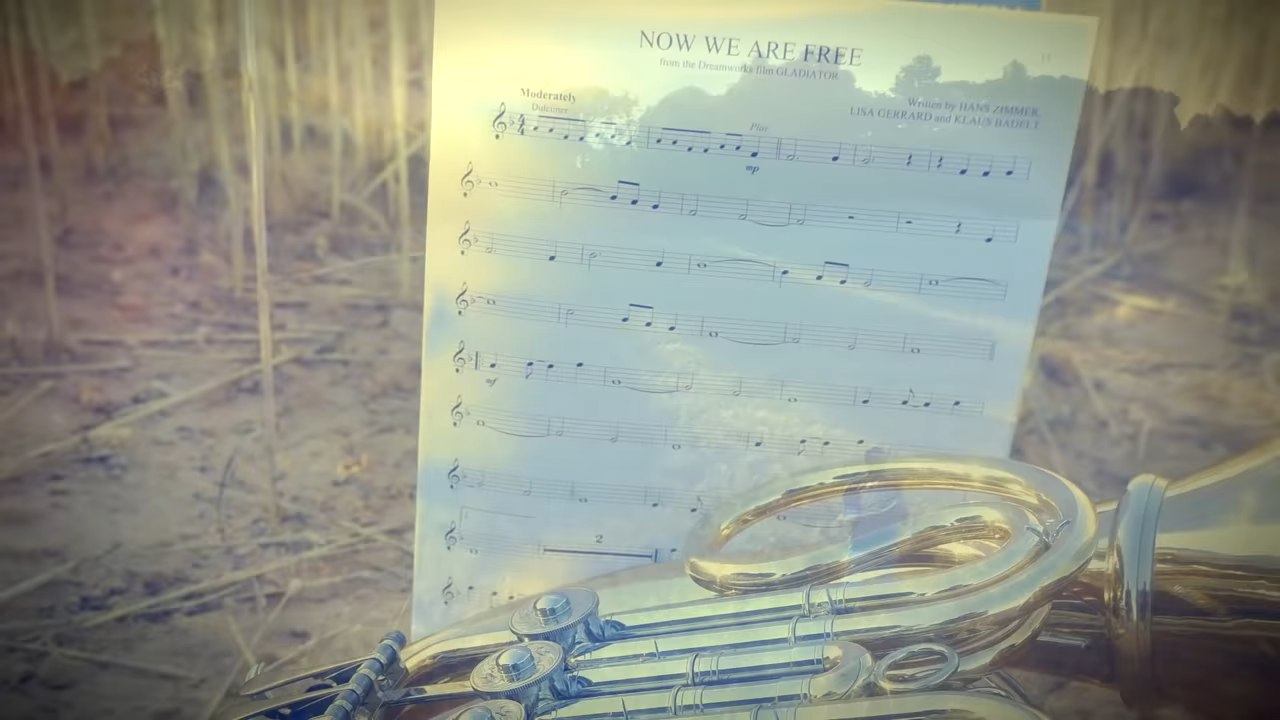 NOW WE ARE FREE
from the Dreamworks film GLADIATOR
11
Moderately
Dulcimer
Written by HANS ZIMMER,
LISA GERRARD and KLAUS BADELT
Play
mp
mf
2